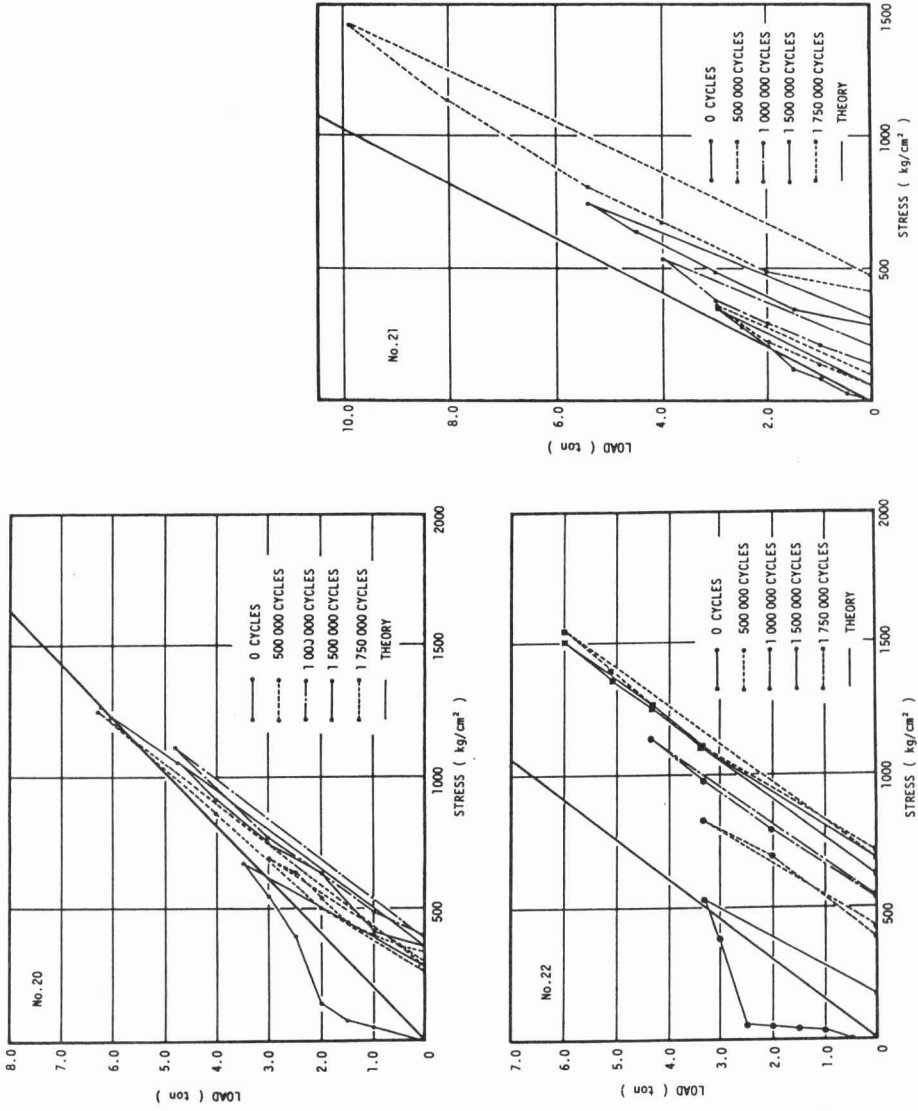 No.20
8.0
7.0
6.0
5.0
4.0
3.0
2.0
1.0
0
LOAD ( ton )
500
1000
1500
2000
STRESS ( kg/cm² )
0 CYCLES
500 000 CYCLES
1 000 000 CYCLES
1 500 000 CYCLES
1 750 000 CYCLES
THEORY
No.22
7.0
6.0
5.0
4.0
3.0
2.0
1.0
0
LOAD ( ton )
500
1000
1500
2000
STRESS ( kg/cm² )
0 CYCLES
500 000 CYCLES
1 000 000 CYCLES
1 500 000 CYCLES
1 750 000 CYCLES
THEORY
No.21
10.0
8.0
6.0
4.0
2.0
0
LOAD ( ton )
500
1000
1500
STRESS ( kg/cm² )
0 CYCLES
500 000 CYCLES
1 000 000 CYCLES
1 500 000 CYCLES
1 750 000 CYCLES
THEORY